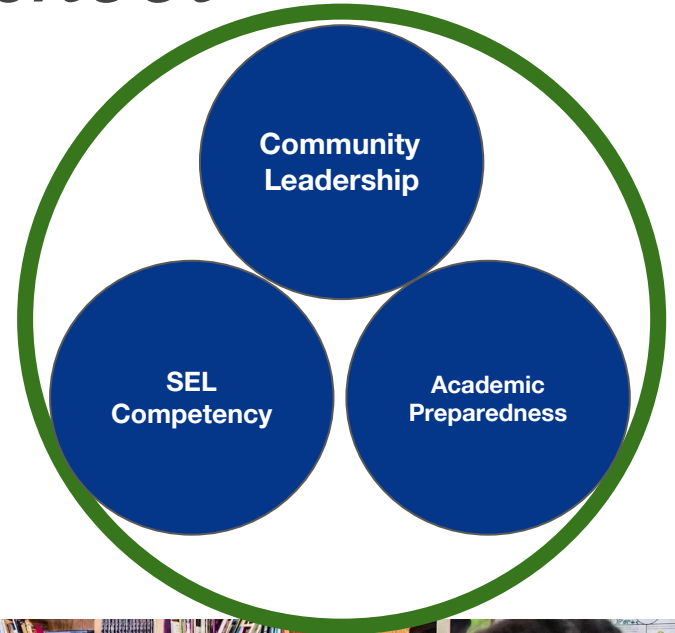 Community
Leadership
SEL
Competency
Academic
Preparedness